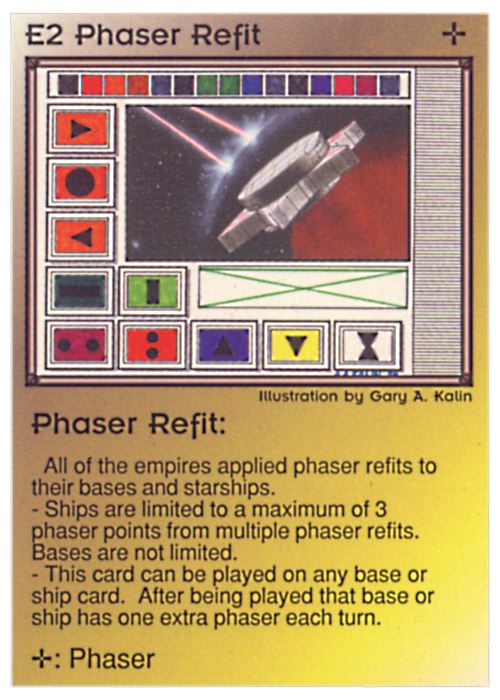 E2 Phaser Refit
Illustration by Gary A. Kalin
Phaser Refit:
All of the empires applied phaser refits to
their bases and starships.
- Ships are limited to a maximum of 3
phaser points from multiple phaser refits.
Bases are not limited.
- This card can be played on any base or
ship card. After being played that base or
ship has one extra phaser each turn.
✛: Phaser